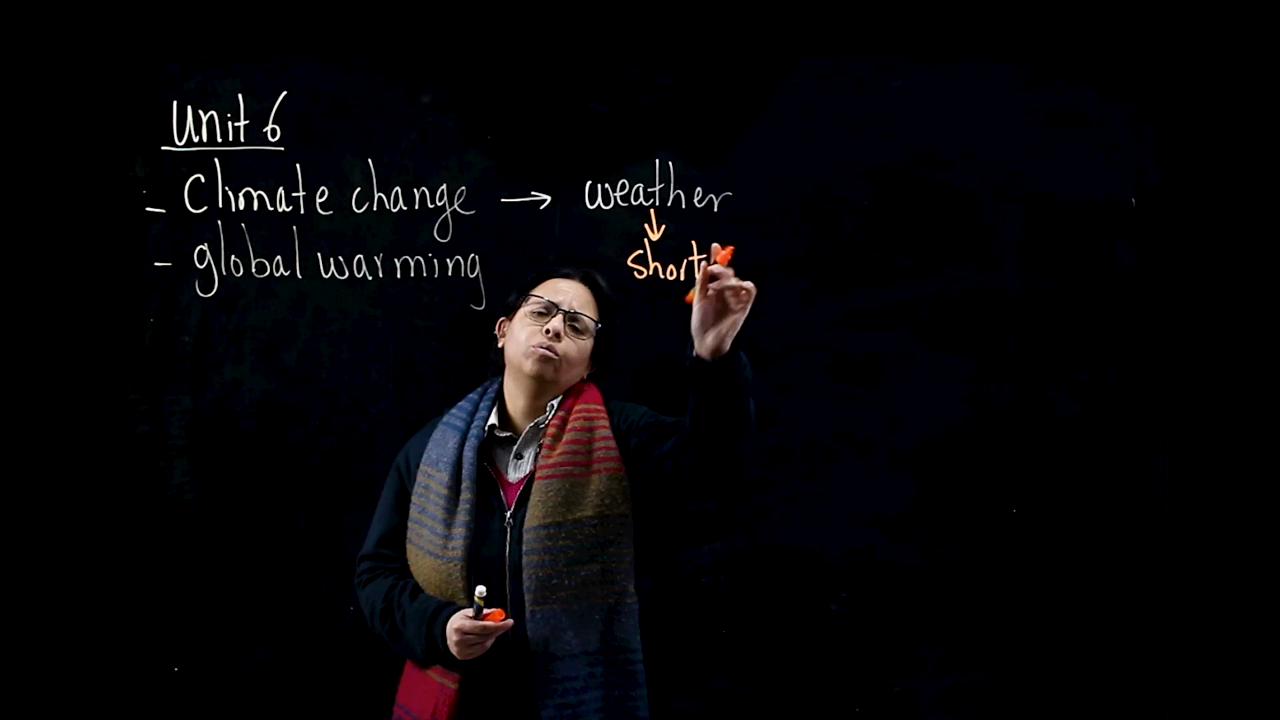 Unit 6
- Climate change → weather
↓
- global warming short